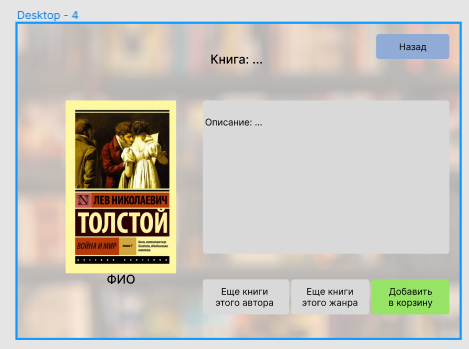 Desktop - 4
Назад
Книга: ...
Описание: ...
ЛЕВ НИКОЛАЕВИЧ
ТОЛСТОЙ
ВОЙНА И МИР
ФИО
Еще книги
этого автора
Еще книги
этого жанра
Добавить
в корзину